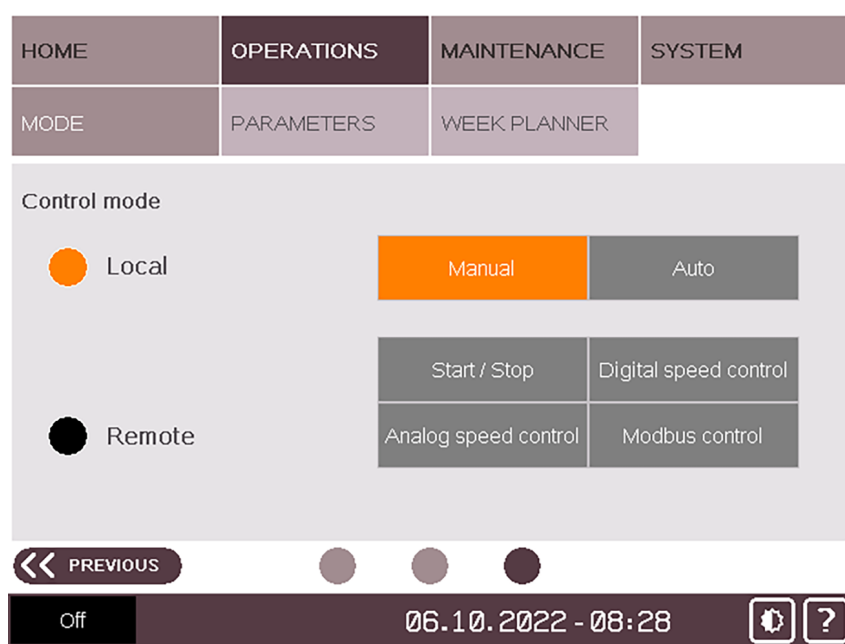 HOME OPERATIONS MAINTENANCE SYSTEM
MODE PARAMETERS WEEK PLANNER
Control mode
Local Manual Auto
Start / Stop Digital speed control
Remote Analog speed control Modbus control
PREVIOUS
Off 06.10.2022 - 08:28 ?